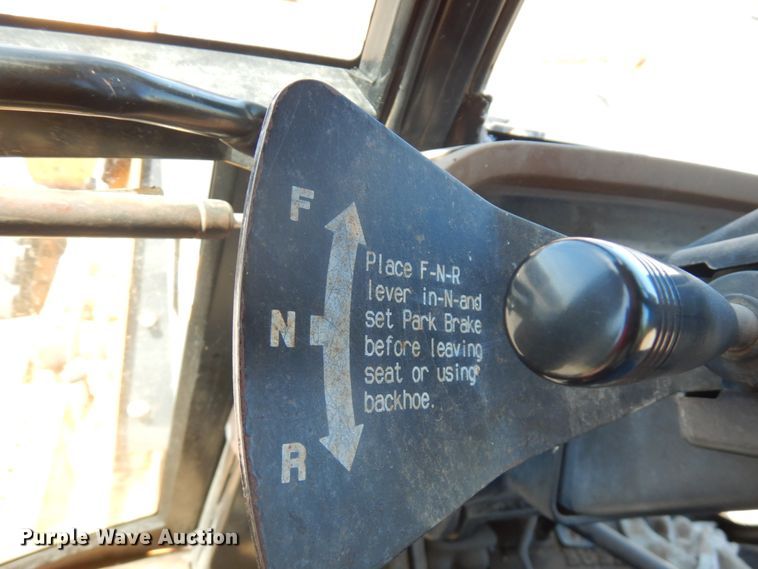 F
N
R
Place F-N-R
lever in-N-and
set Park Brake
before leaving
seat or using
backhoe.
Purple Wave Auction